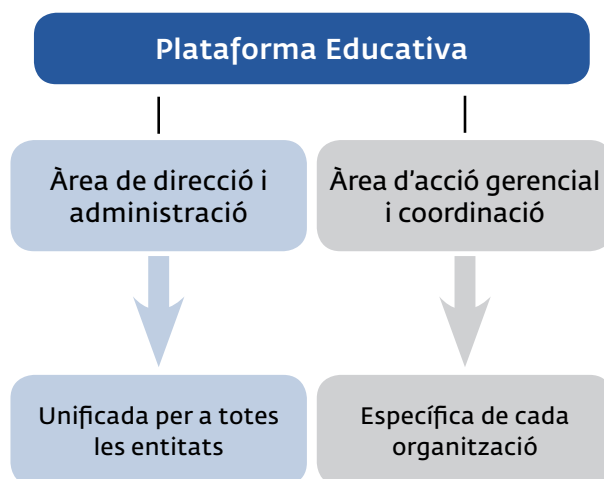 Plataforma Educativa
Àrea de direcció i
administració
Àrea d'acció gerencial
i coordinació
Unificada per a totes
les entitats
Específica de cada
organització